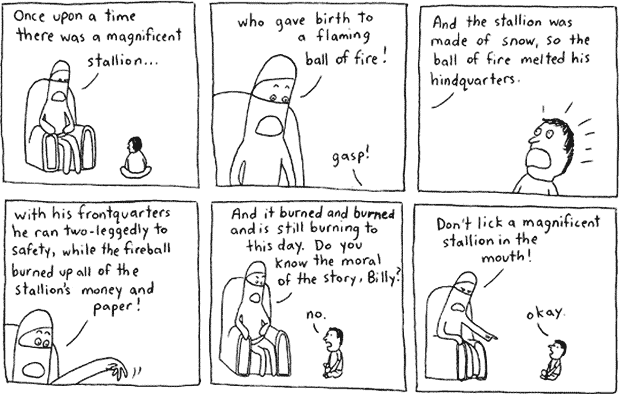 Once upon a time
there was a magnificent
stallion...
who gave birth to
a flaming
ball of fire!
gasp!
And the stallion was
made of snow, so the
ball of fire melted his
hindquarters.
With his frontquarters
he ran two-leggedly to
safety, while the fireball
burned up all of the
stallion's money and
paper!
And it burned and burned
and is still burning to
this day. Do you
know the moral
of the story, Billy?
no.
Don't lick a magnificent
stallion in the
mouth!
okay.